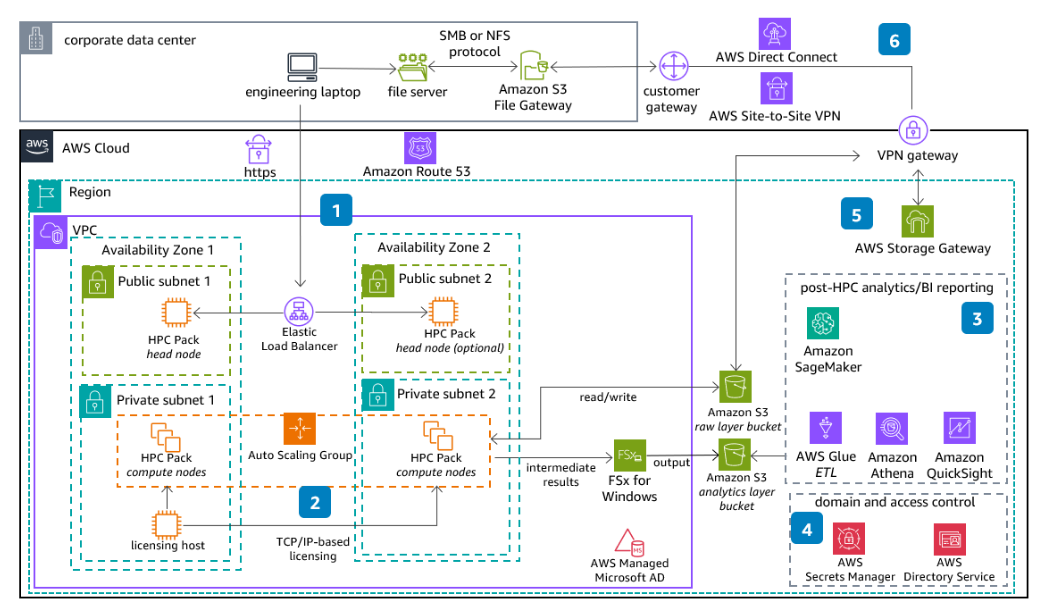 corporate data center
SMB or NFS
protocol
engineering laptop
file server
Amazon S3
File Gateway
customer
gateway
AWS Direct Connect
AWS Site-to-Site VPN
6
aws
AWS Cloud
https
53
Amazon Route 53
VPN gateway
Region
1
5
AWS Storage Gateway
VPC
Availability Zone 1
Availability Zone 2
Public subnet 1
HPC Pack
head node
Elastic
Load Balancer
Public subnet 2
HPC Pack
head node (optional)
Private subnet 1
HPC Pack
compute nodes
Auto Scaling Group
Private subnet 2
HPC Pack
compute nodes
licensing host
2
TCP/IP-based
licensing
read/write
intermediate
results
FSx
FSx for
Windows
output
Amazon S3
raw layer bucket
Amazon S3
analytics layer
bucket
MS
AWS Managed
Microsoft AD
post-HPC analytics/BI reporting
3
Amazon
SageMaker
AWS Glue
ETL
Amazon
Athena
Amazon
QuickSight
domain and access control
4
AWS
Secrets Manager
AWS
Directory Service